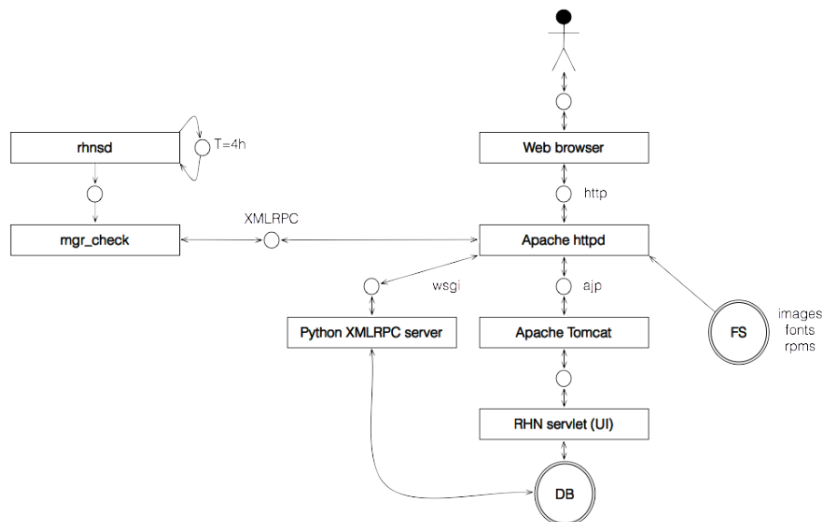 rhnsd
T=4h
Web browser
http
XMLRPC
mgr_check
Apache httpd
wsgi
ajp
images
fonts
rpms
FS
Python XMLRPC server
Apache Tomcat
RHN servlet (UI)
DB